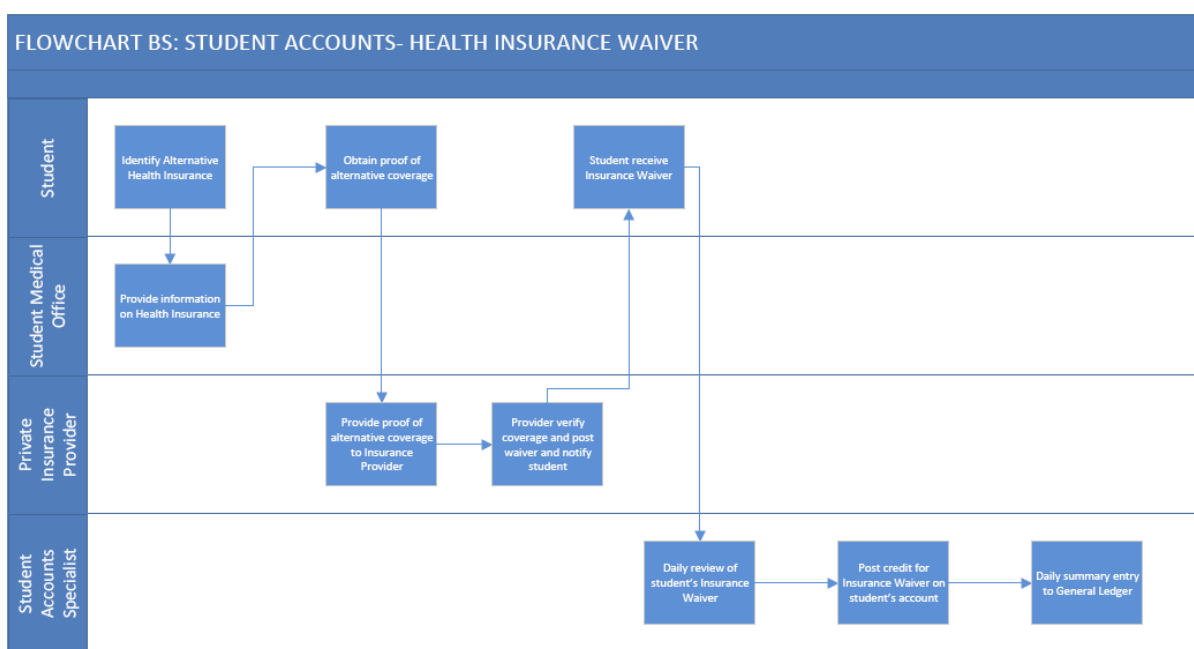 FLOWCHART BS: STUDENT ACCOUNTS- HEALTH INSURANCE WAIVER
Student
Identify Alternative
Health Insurance
Obtain proof of
alternative coverage
Student receive
Insurance Waiver
Student Medical
Office
Provide information
on Health Insurance
Private
Insurance
Provider
Provide proof of
alternative coverage
to Insurance
Provider
Provider verify
coverage and post
waiver and notify
student
Student
Accounts
Specialist
Daily review of
student’s Insurance
Waiver
Post credit for
Insurance Waiver on
student’s account
Daily summary entry
to General Ledger